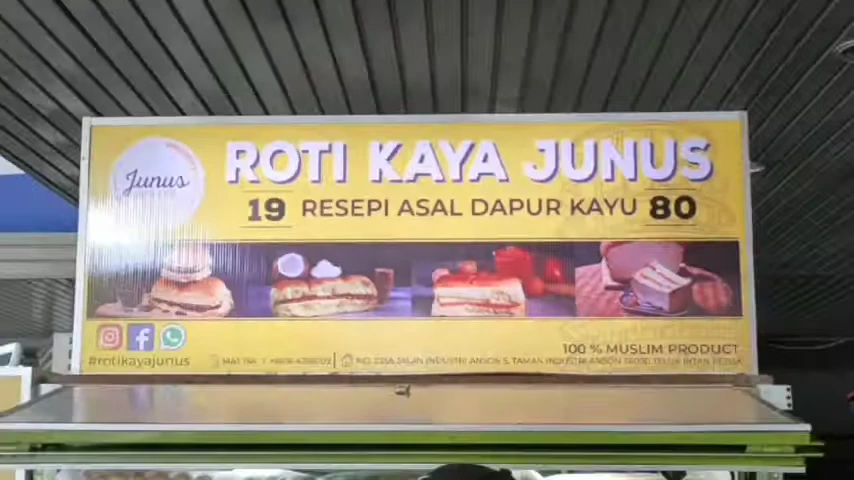 Junus
ROTI KAYA JUNUS
19 RESEPI ASAL DAPUR KAYU 80
100% MUSLIM PRODUCT
#rotikayajunus